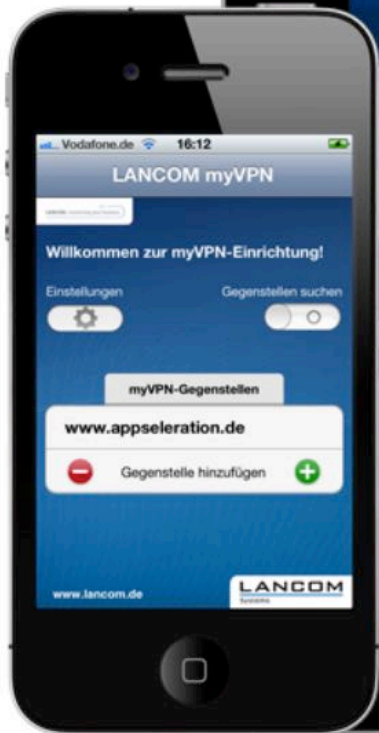 Vodafone.de 16:12
LANCOM myVPN
Willkommen zur myVPN-Einrichtung!
Einstellungen
Gegenstellen suchen
myVPN-Gegenstellen
www.appseleration.de
Gegenstelle hinzufügen
www.lancom.de
LANCOM
Systems